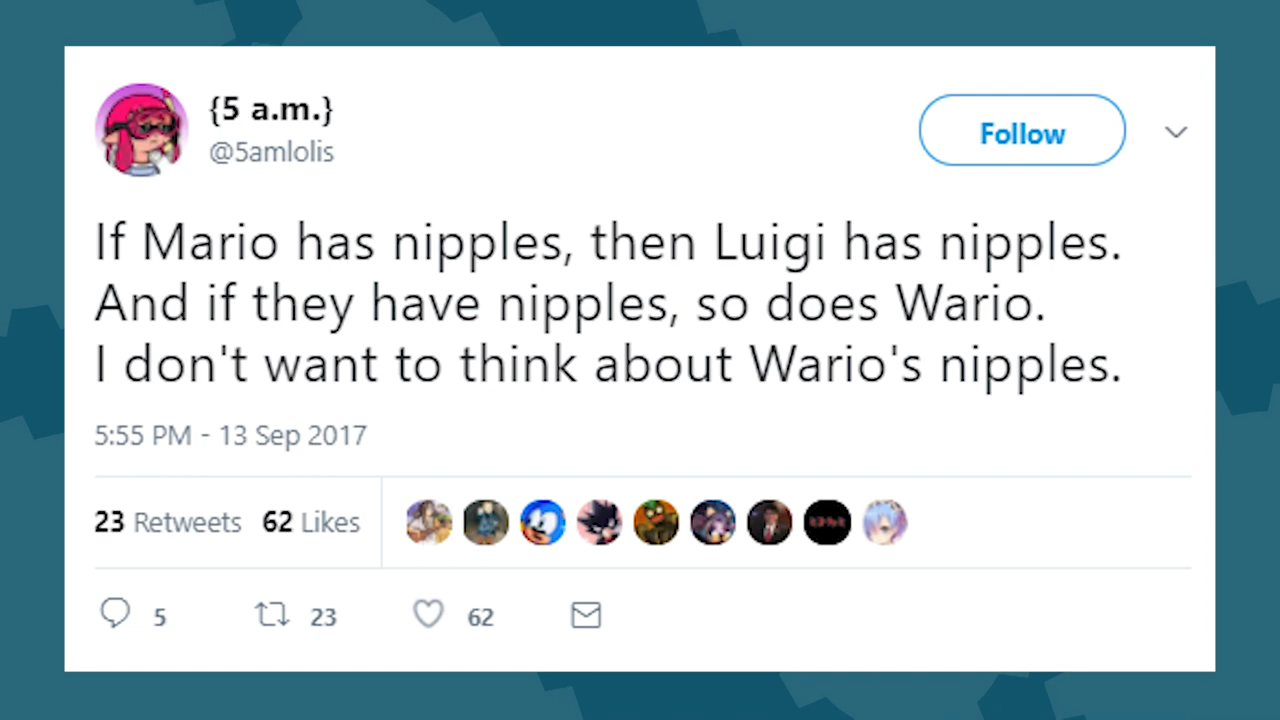 {5 a.m.}
@5amlolis
Follow
If Mario has nipples, then Luigi has nipples.
And if they have nipples, so does Wario.
I don't want to think about Wario's nipples.
5:55 PM - 13 Sep 2017
23 Retweets 62 Likes
5 23 62